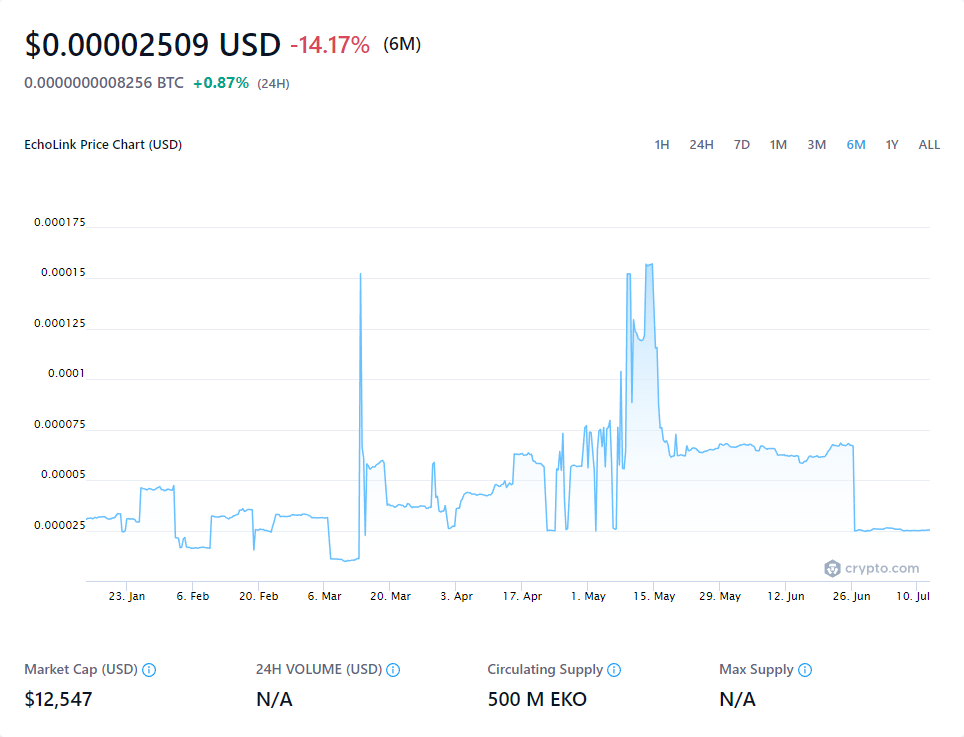 $0.00002509 USD -14.17% (6M)
0.0000000008256 BTC +0.87% (24H)
EchoLink Price Chart (USD) 1H 24H 7D 1M 3M 6M 1Y ALL
0.000175
0.00015
0.000125
0.0001
0.000075
0.00005
0.000025
crypto.com
23. Jan 6. Feb 20. Feb 6. Mar 20. Mar 3. Apr 17. Apr 1. May 15. May 29. May 12. Jun 26. Jun 10. Jul
Market Cap (USD) 24H VOLUME (USD) Circulating Supply Max Supply
$12,547 N/A 500 M EKO N/A